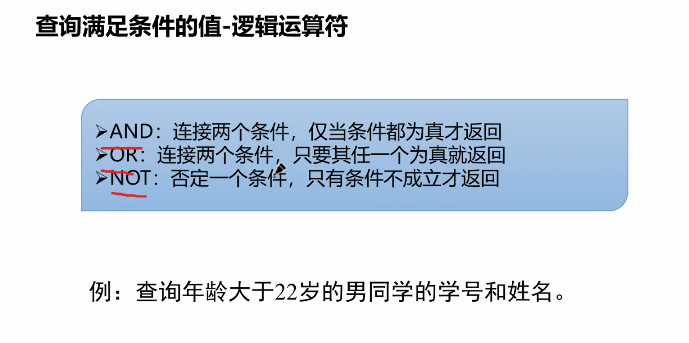 查询满足条件的值-逻辑运算符
➢AND：连接两个条件，仅当条件都为真才返回
➢OR：连接两个条件，只要其任一个为真就返回
➢NOT：否定一个条件，只有条件不成立才返回
例：查询年龄大于22岁的男同学的学号和姓名。